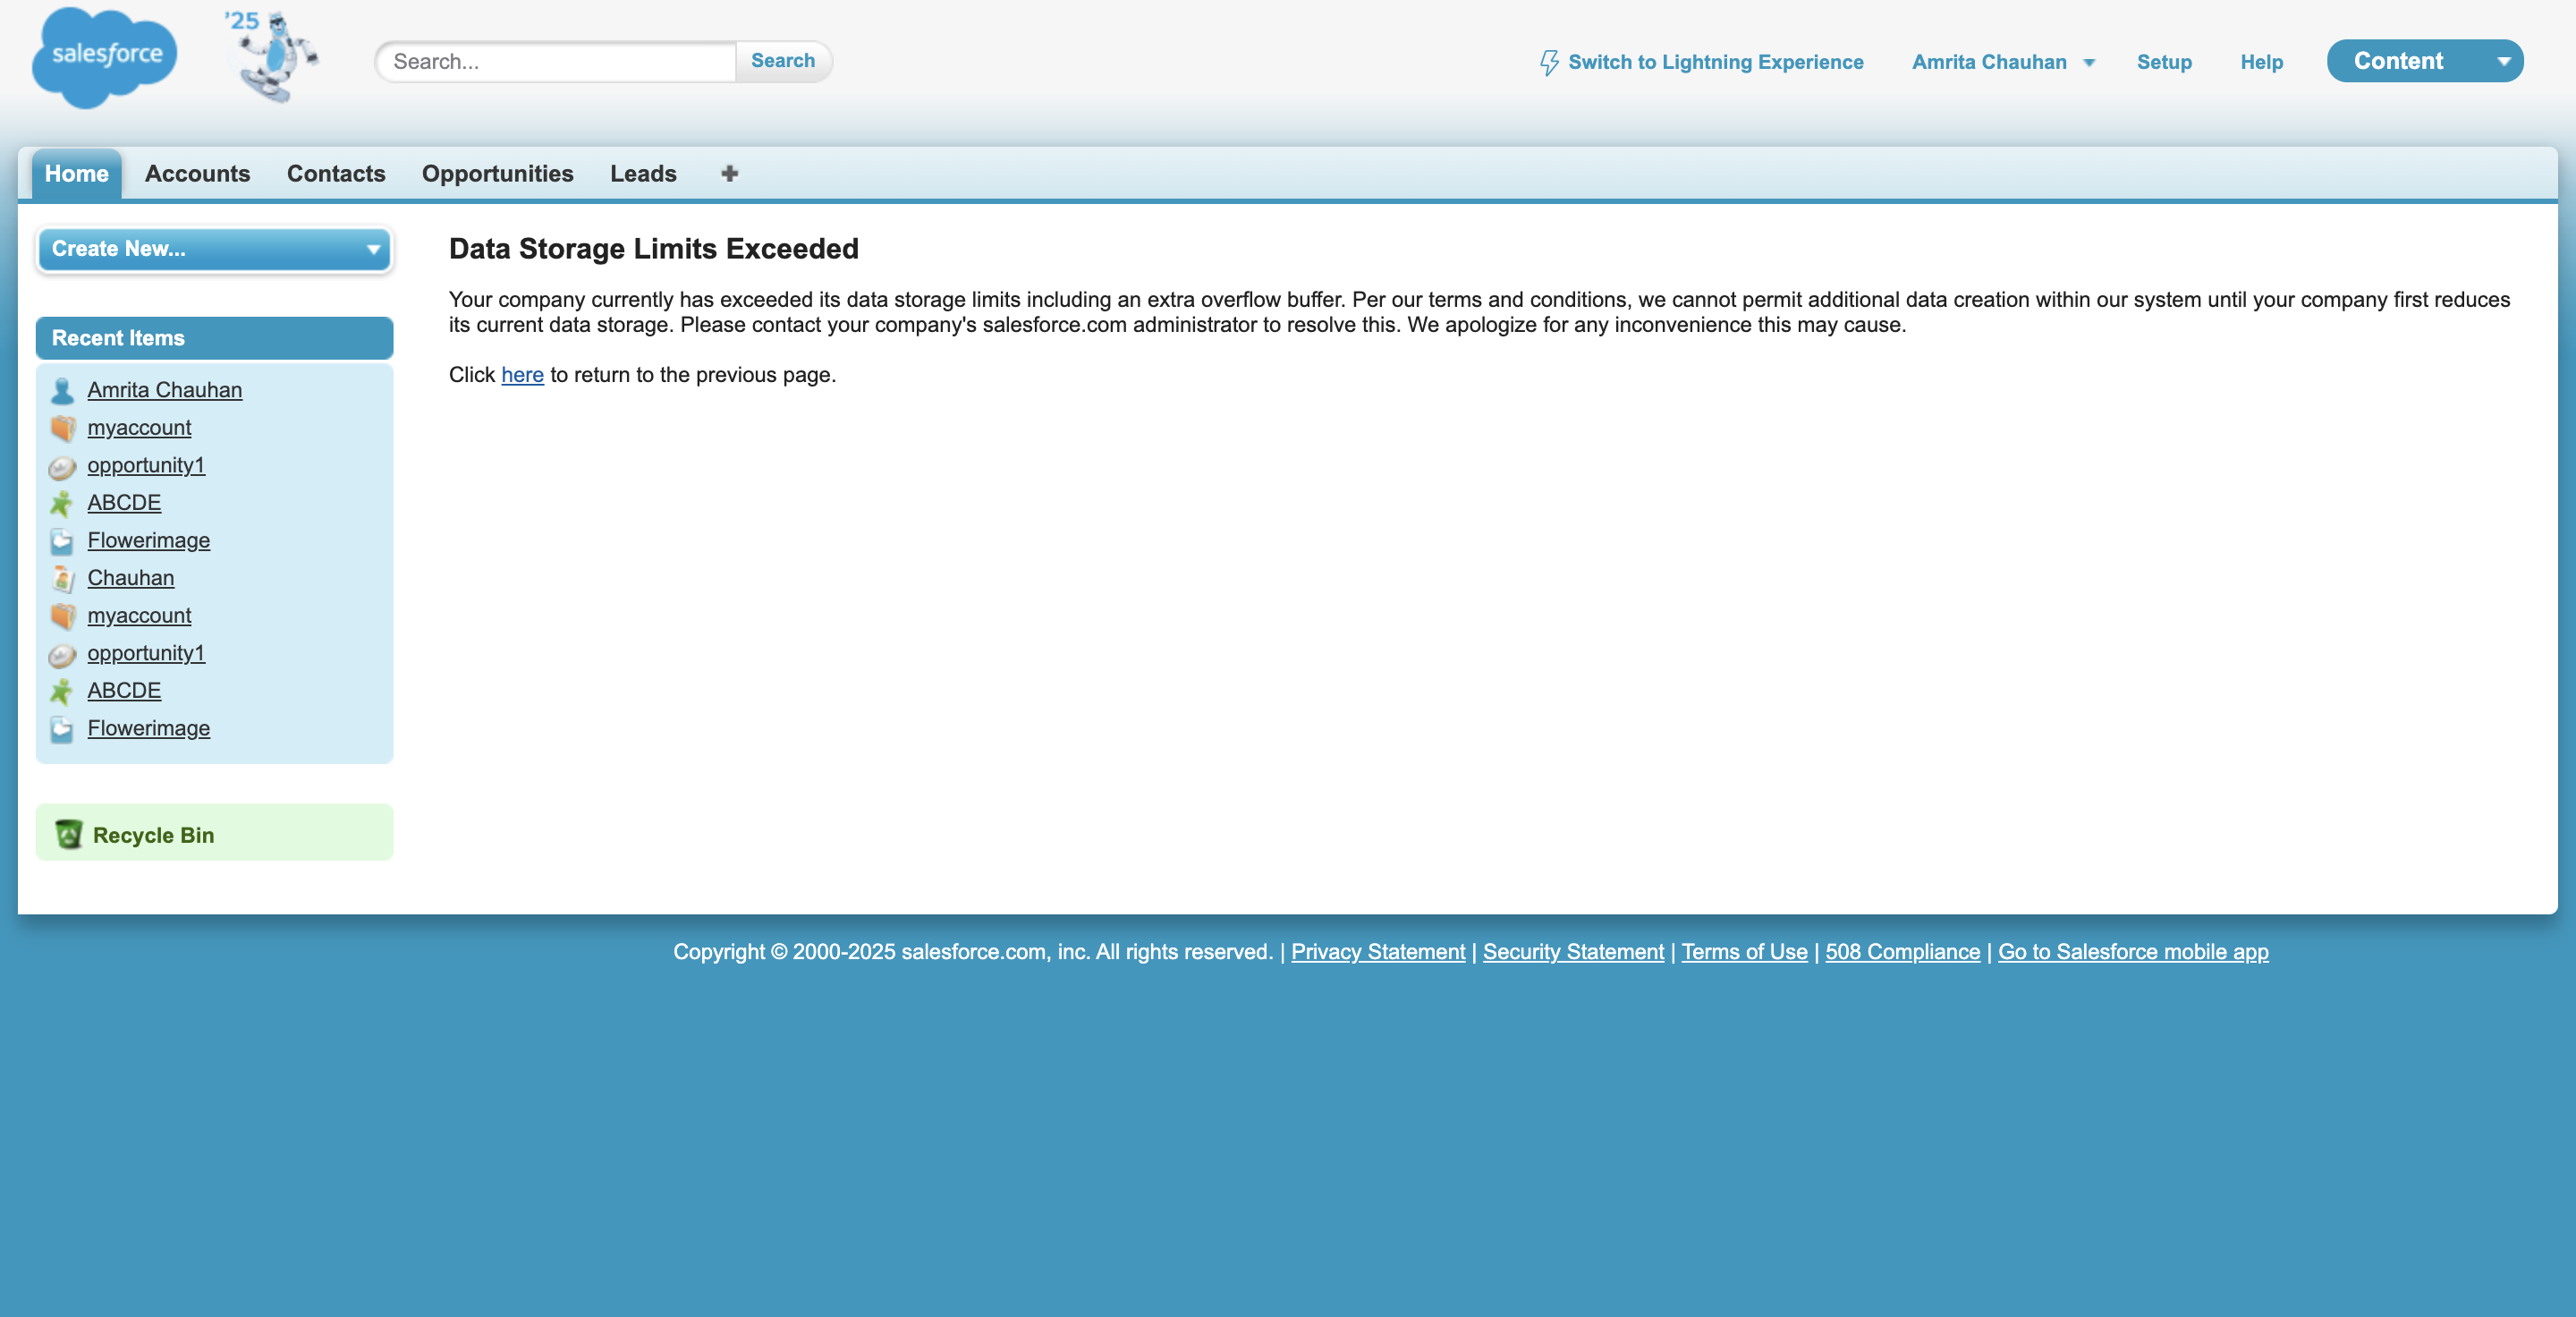 salesforce
'25
Search...
Search
Switch to Lightning Experience
Amrita Chauhan
Setup
Help
Content
Home
Accounts
Contacts
Opportunities
Leads
Create New...
Recent Items
Amrita Chauhan
myaccount
opportunity1
ABCDE
Flowerimage
Chauhan
myaccount
opportunity1
ABCDE
Flowerimage
Recycle Bin
Data Storage Limits Exceeded
Your company currently has exceeded its data storage limits including an extra overflow buffer. Per our terms and conditions, we cannot permit additional data creation within our system until your company first reduces
its current data storage. Please contact your company's salesforce.com administrator to resolve this. We apologize for any inconvenience this may cause.
Click here to return to the previous page.
Copyright © 2000-2025 salesforce.com, inc. All rights reserved. | Privacy Statement | Security Statement | Terms of Use | 508 Compliance | Go to Salesforce mobile app